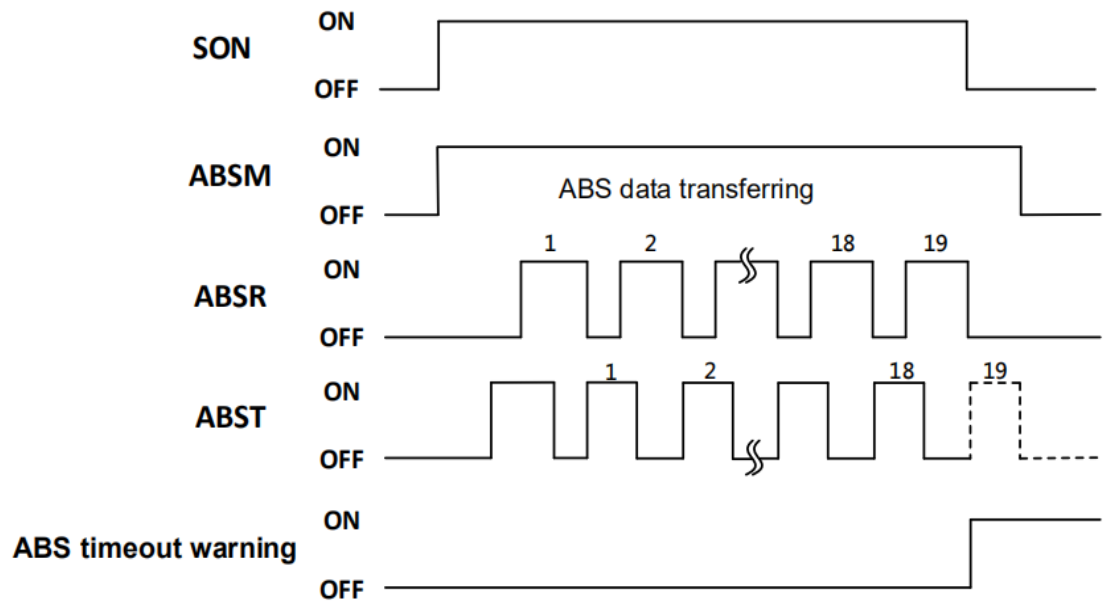 ON
SON
OFF
ON
ABSM
ABS data transferring
OFF
1 2 18 19
ON
ABSR
OFF
1 2 18 19
ON
ABST
OFF
ON
ABS timeout warning
OFF